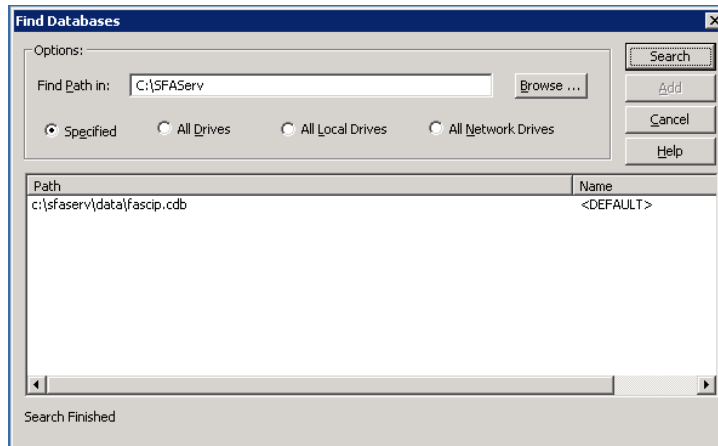 Find Databases
Options:
Find Path in: C:\SFAServ Browse ...
Specified All Drives All Local Drives All Network Drives
Search
Add
Cancel
Help
Path Name
c:\sfaserv\data\fascip.cdb <DEFAULT>
Search Finished